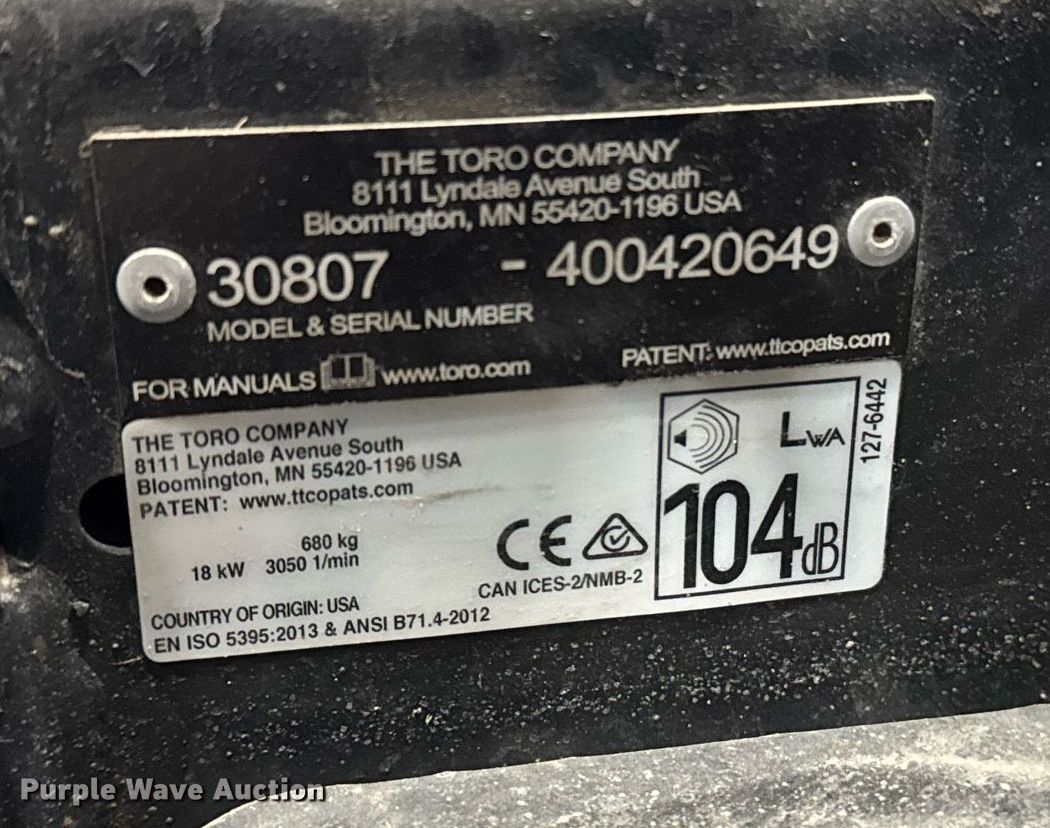 THE TORO COMPANY
8111 Lyndale Avenue South
Bloomington, MN 55420-1196 USA
30807 - 400420649
MODEL & SERIAL NUMBER
FOR MANUALS www.toro.com
PATENT: www.ttcopats.com
THE TORO COMPANY
8111 Lyndale Avenue South
Bloomington, MN 55420-1196 USA
PATENT: www.ttcopats.com
680 kg
18 kW 3050 1/min
COUNTRY OF ORIGIN: USA
EN ISO 5395:2013 & ANSI B71.4-2012
CE
CAN ICES-2/NMB-2
LWA
104dB
127-6442
Purple Wave Auction